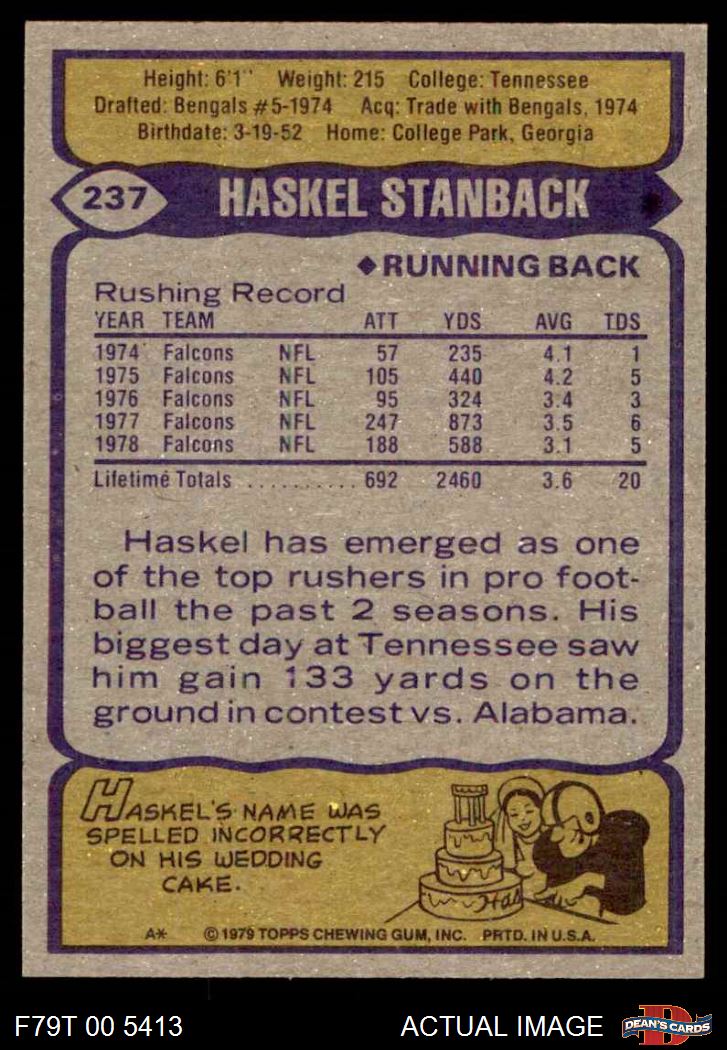 Height: 6'1" Weight: 215 College: Tennessee
Drafted: Bengals #5-1974 Acq: Trade with Bengals, 1974
Birthdate: 3-19-52 Home: College Park, Georgia
237 HASKEL STANBACK
◆RUNNING BACK
Rushing Record
YEAR TEAM ATT YDS AVG TDS
1974 Falcons NFL 57 235 4.1 1
1975 Falcons NFL 105 440 4.2 5
1976 Falcons NFL 95 324 3.4 3
1977 Falcons NFL 247 873 3.5 6
1978 Falcons NFL 188 588 3.1 5
Lifetime Totals .......... 692 2460 3.6 20
Haskel has emerged as one
of the top rushers in pro foot-
ball the past 2 seasons. His
biggest day at Tennessee saw
him gain 133 yards on the
ground in contest vs. Alabama.
HASKEL'S NAME WAS
SPELLED INCORRECTLY
ON HIS WEDDING
CAKE.
Has
A* © 1979 TOPPS CHEWING GUM, INC. PRTD. IN U.S.A.
F79T 00 5413 ACTUAL IMAGE D DEAN'S CARDS